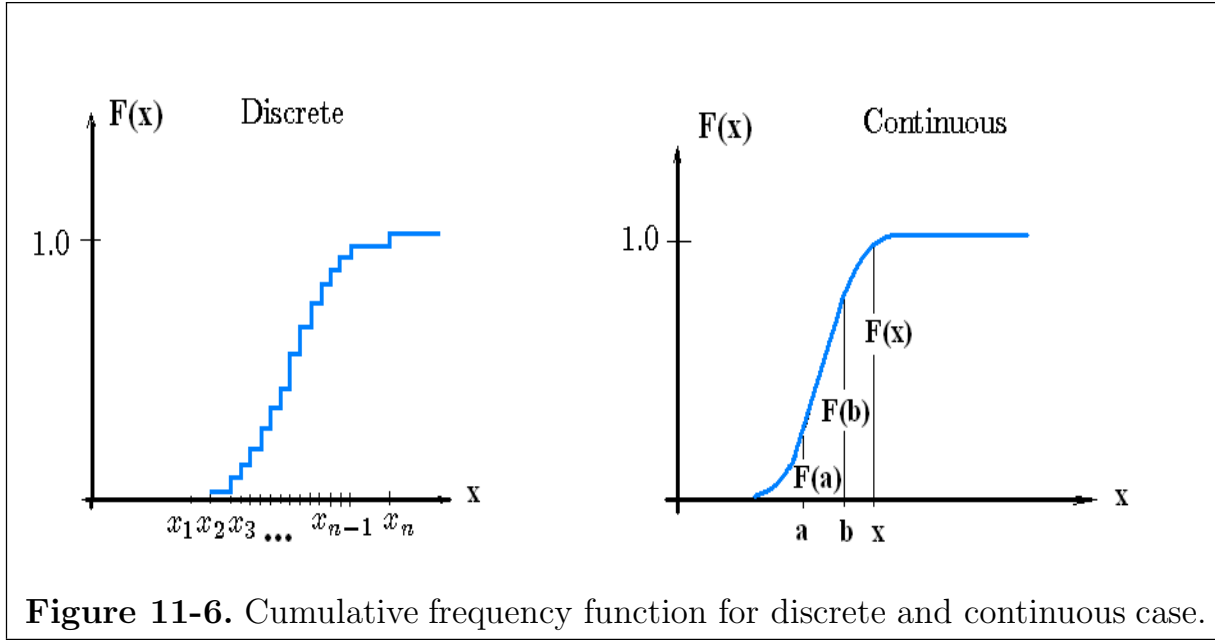 F(x) Discrete
1.0
x
x₁ x₂ x₃ ... xₙ₋₁ xₙ
F(x) Continuous
1.0
F(x)
F(b)
F(a)
x
a b x
Figure 11-6. Cumulative frequency function for discrete and continuous case.